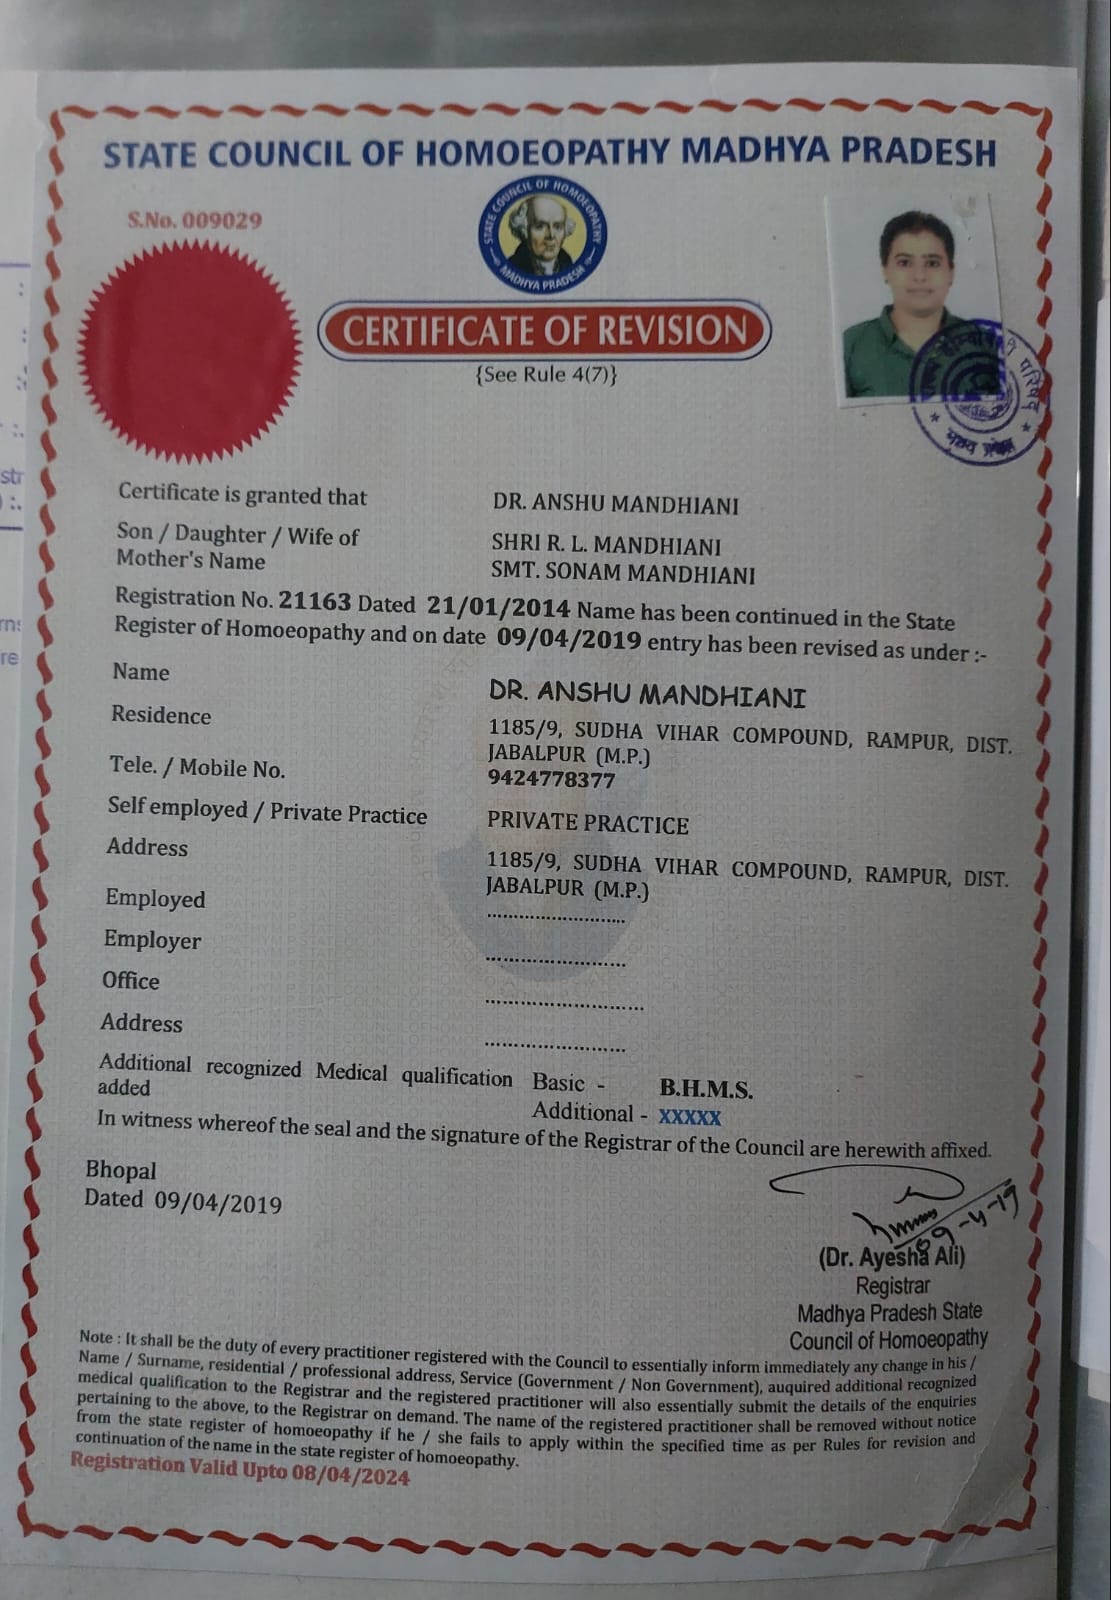 STATE COUNCIL OF HOMOEOPATHY MADHYA PRADESH
S.No. 009029
STATE COUNCIL OF HOMOEOPATHY
MADHYA PRADESH
CERTIFICATE OF REVISION
{See Rule 4(7)}
परिषद्
मध्य प्रदेश
Certificate is granted that DR. ANSHU MANDHIANI
Son / Daughter / Wife of SHRI R. L. MANDHIANI
Mother's Name SMT. SONAM MANDHIANI
Registration No. 21163 Dated 21/01/2014 Name has been continued in the State
Register of Homoeopathy and on date 09/04/2019 entry has been revised as under :-
Name DR. ANSHU MANDHIANI
Residence 1185/9, SUDHA VIHAR COMPOUND, RAMPUR, DIST.
JABALPUR (M.P.)
Tele. / Mobile No. 9424778377
Self employed / Private Practice PRIVATE PRACTICE
Address 1185/9, SUDHA VIHAR COMPOUND, RAMPUR, DIST.
JABALPUR (M.P.)
Employed ........................
Employer ........................
Office ...........................
Address ........................
Additional recognized Medical qualification Basic - B.H.M.S.
added Additional - XXXXX
In witness whereof the seal and the signature of the Registrar of the Council are herewith affixed.
Bhopal
Dated 09/04/2019
09-4-19
(Dr. Ayesha Ali)
Registrar
Madhya Pradesh State
Council of Homoeopathy
Note : It shall be the duty of every practitioner registered with the Council to essentially inform immediately any change in his /
Name / Surname, residential / professional address, Service (Government / Non Government), auquired additional recognized
medical qualification to the Registrar and the registered practitioner will also essentially submit the details of the enquiries
pertaining to the above, to the Registrar on demand. The name of the registered practitioner shall be removed without notice
from the state register of homoeopathy if he / she fails to apply within the specified time as per Rules for revision and
continuation of the name in the state register of homoeopathy.
Registration Valid Upto 08/04/2024